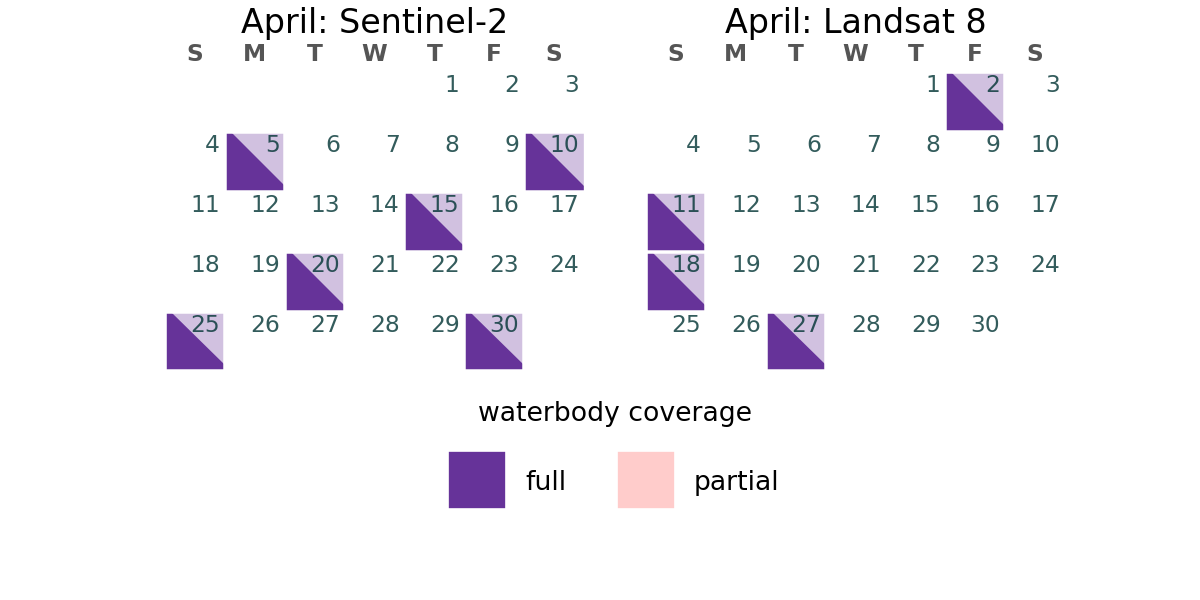 April: Sentinel-2
S M T W T F S
1 2 3
4 5 6 7 8 9 10
11 12 13 14 15 16 17
18 19 20 21 22 23 24
25 26 27 28 29 30
April: Landsat 8
S M T W T F S
1 2 3
4 5 6 7 8 9 10
11 12 13 14 15 16 17
18 19 20 21 22 23 24
25 26 27 28 29 30
waterbody coverage
full
partial